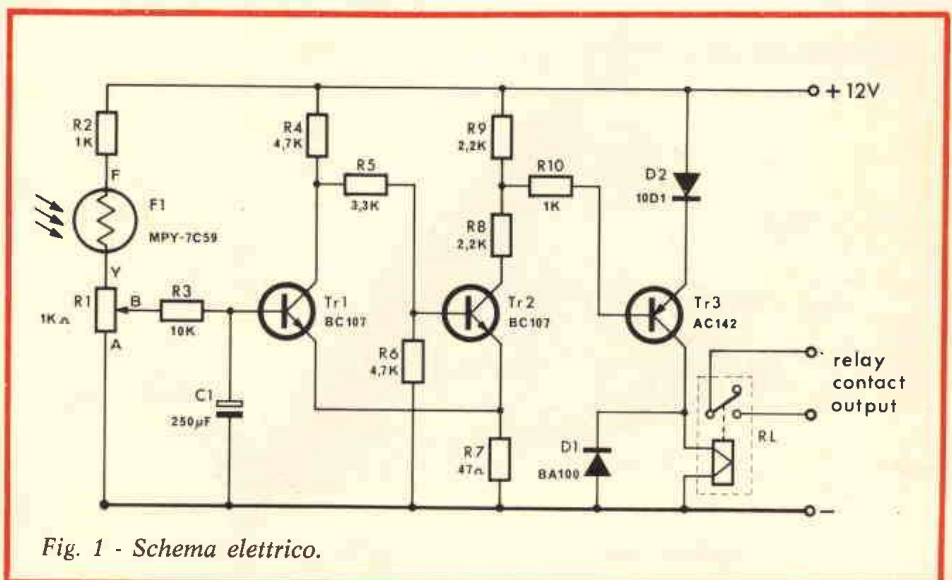 + 12V
R2
1K
F
F1
MPY-7C59
Y
R1
1KΩ
B
A
R3
10K
C1
250µF
R4
4,7K
R5
3,3K
Tr1
BC107
R6
4,7K
R9
2,2K
R8
2,2K
R10
1K
Tr2
BC107
R7
47Ω
D2
10D1
Tr3
AC142
D1
BA100
RL
relay
contact
output
-
Fig. 1 - Schema elettrico.